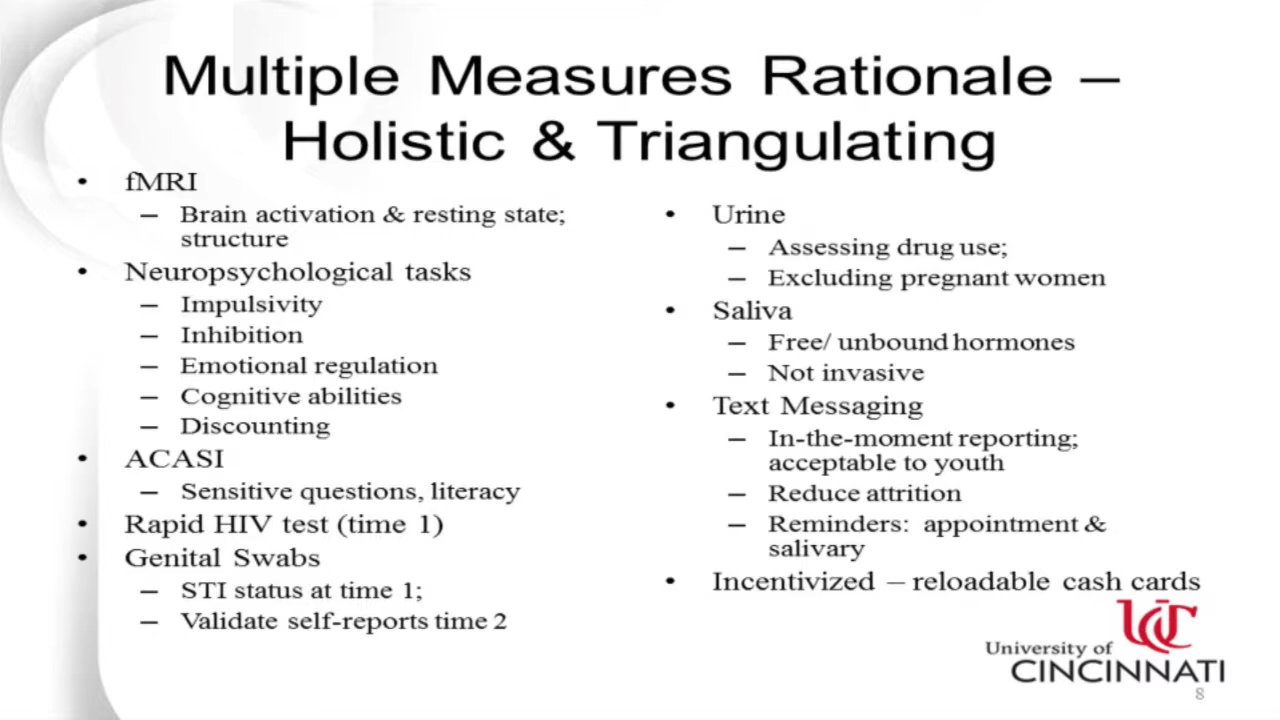 Multiple Measures Rationale –
Holistic & Triangulating
• fMRI
– Brain activation & resting state;
structure
• Neuropsychological tasks
– Impulsivity
– Inhibition
– Emotional regulation
– Cognitive abilities
– Discounting
• ACASI
– Sensitive questions, literacy
• Rapid HIV test (time 1)
• Genital Swabs
– STI status at time 1;
– Validate self-reports time 2
• Urine
– Assessing drug use;
– Excluding pregnant women
• Saliva
– Free/ unbound hormones
– Not invasive
• Text Messaging
– In-the-moment reporting;
acceptable to youth
– Reduce attrition
– Reminders: appointment &
salivary
• Incentivized – reloadable cash cards
UC
University of
CINCINNATI
8